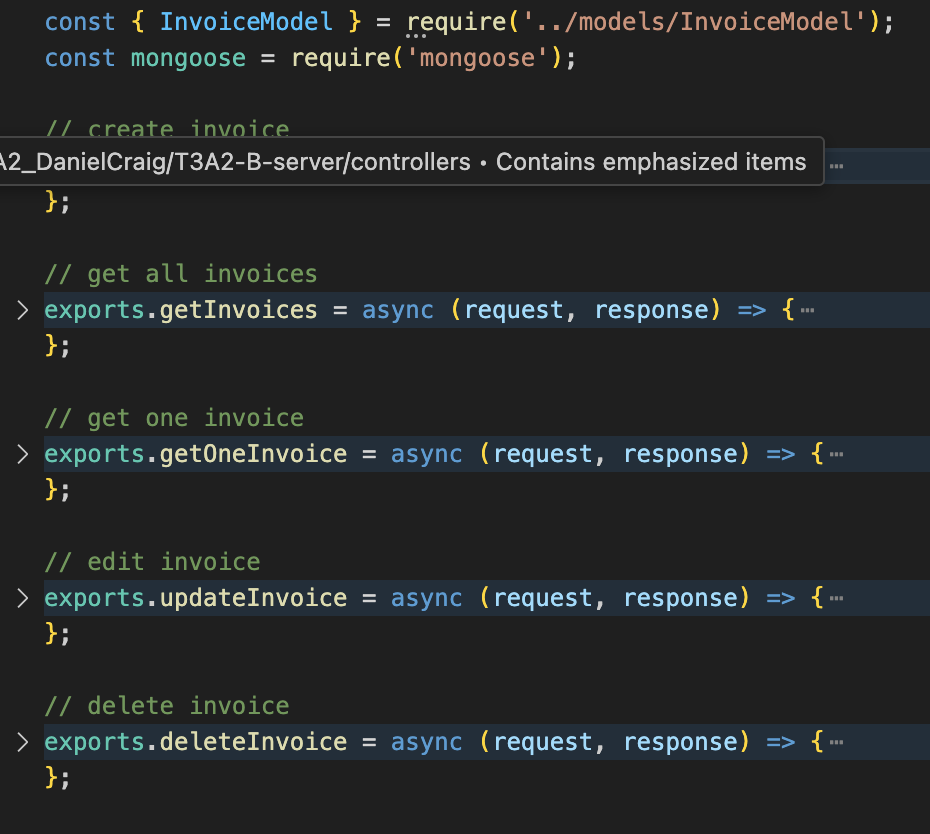 const { InvoiceModel } = require('../models/InvoiceModel');
const mongoose = require('mongoose');
// create invoice
A2_DanielCraig/T3A2-B-server/controllers • Contains emphasized items
};
// get all invoices
exports.getInvoices = async (request, response) => {⋯
};
// get one invoice
exports.getOneInvoice = async (request, response) => {⋯
};
// edit invoice
exports.updateInvoice = async (request, response) => {⋯
};
// delete invoice
exports.deleteInvoice = async (request, response) => {⋯
};